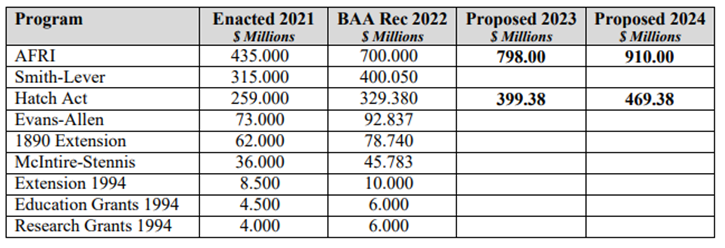 Program Enacted 2021 BAA Rec 2022 Proposed 2023 Proposed 2024
$ Millions $ Millions $ Millions $ Millions
AFRI 435.000 700.000 798.00 910.00
Smith-Lever 315.000 400.050
Hatch Act 259.000 329.380 399.38 469.38
Evans-Allen 73.000 92.837
1890 Extension 62.000 78.740
McIntire-Stennis 36.000 45.783
Extension 1994 8.500 10.000
Education Grants 1994 4.500 6.000
Research Grants 1994 4.000 6.000